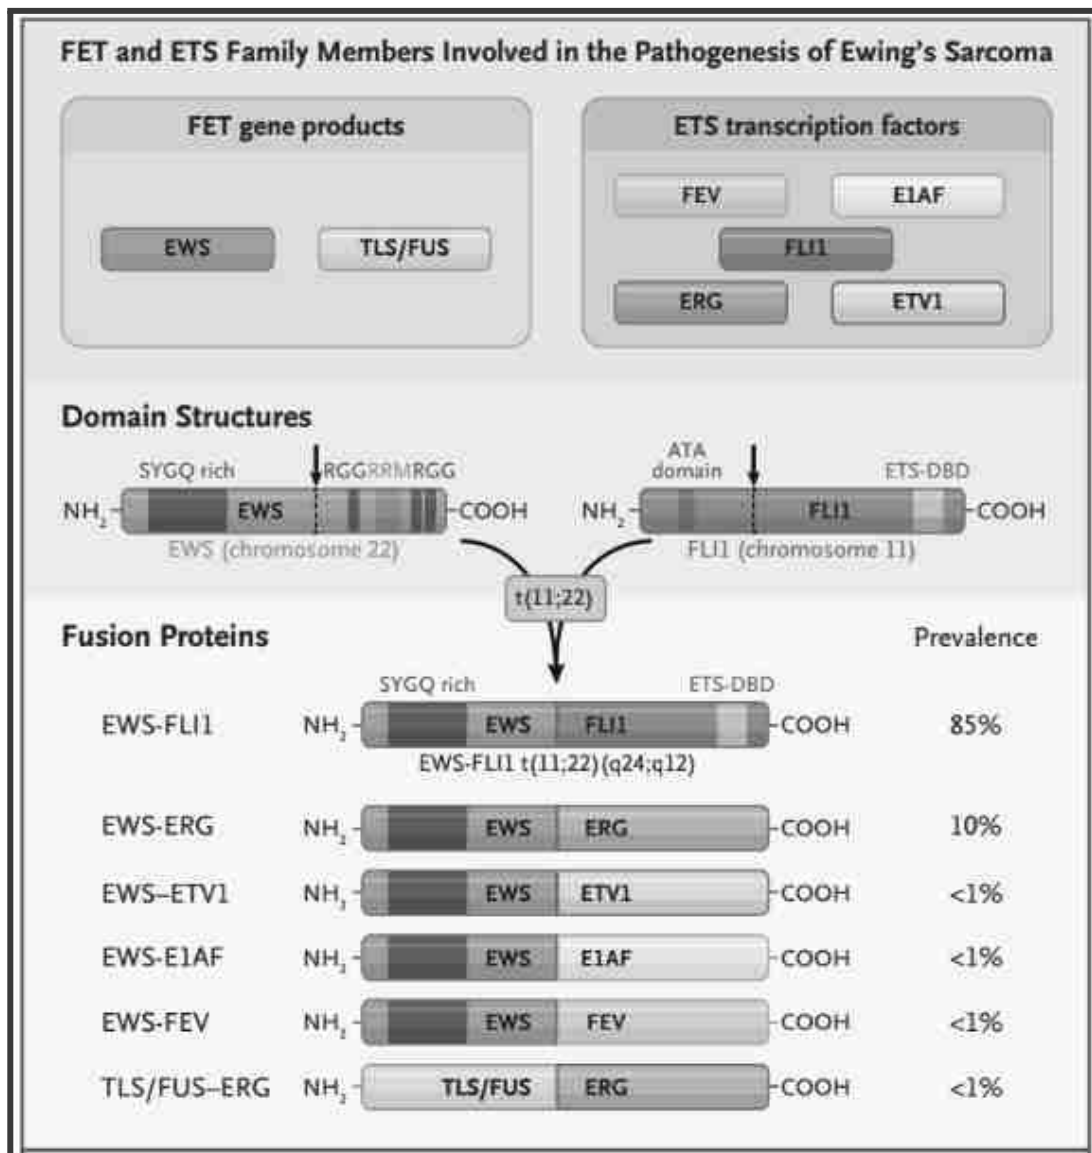 FET and ETS Family Members Involved in the Pathogenesis of Ewing's Sarcoma
FET gene products
EWS
TLS/FUS
ETS transcription factors
FEV
E1AF
FLI1
ERG
ETV1
Domain Structures
SYGQ rich
RGGRRMRGG
NH₂
EWS
COOH
EWS (chromosome 22)
ATA
domain
ETS-DBD
NH₂
FLI1
COOH
FLI1 (chromosome 11)
t(11;22)
Fusion Proteins
Prevalence
SYGQ rich
ETS-DBD
EWS-FLI1 NH₂ EWS FLI1 COOH 85%
EWS-FLI1 t(11;22)(q24;q12)
EWS-ERG NH₂ EWS ERG COOH 10%
EWS–ETV1 NH₂ EWS ETV1 COOH <1%
EWS-E1AF NH₂ EWS E1AF COOH <1%
EWS-FEV NH₂ EWS FEV COOH <1%
TLS/FUS–ERG NH₂ TLS/FUS ERG COOH <1%